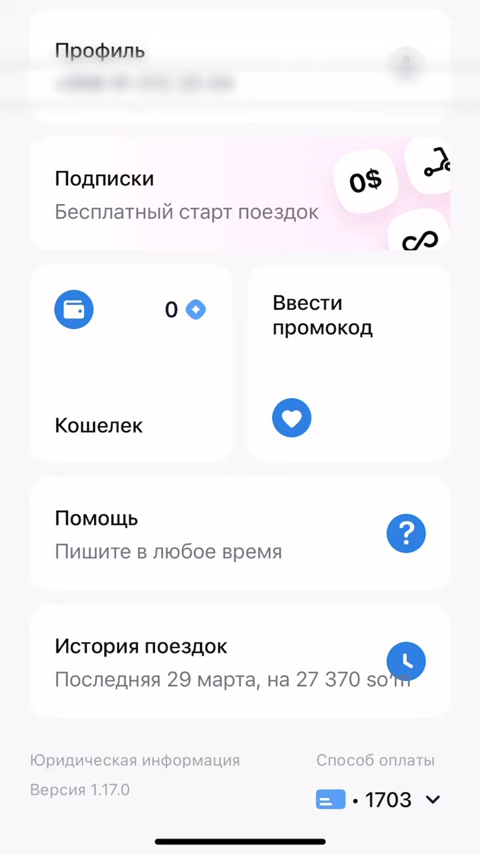 Профиль
Подписки
0$
Бесплатный старт поездок
0
Ввести
промокод
Кошелек
Помощь
?
Пишите в любое время
История поездок
Последняя 29 марта, на 27 370 so'm
Юридическая информация
Способ оплаты
Версия 1.17.0
• 1703